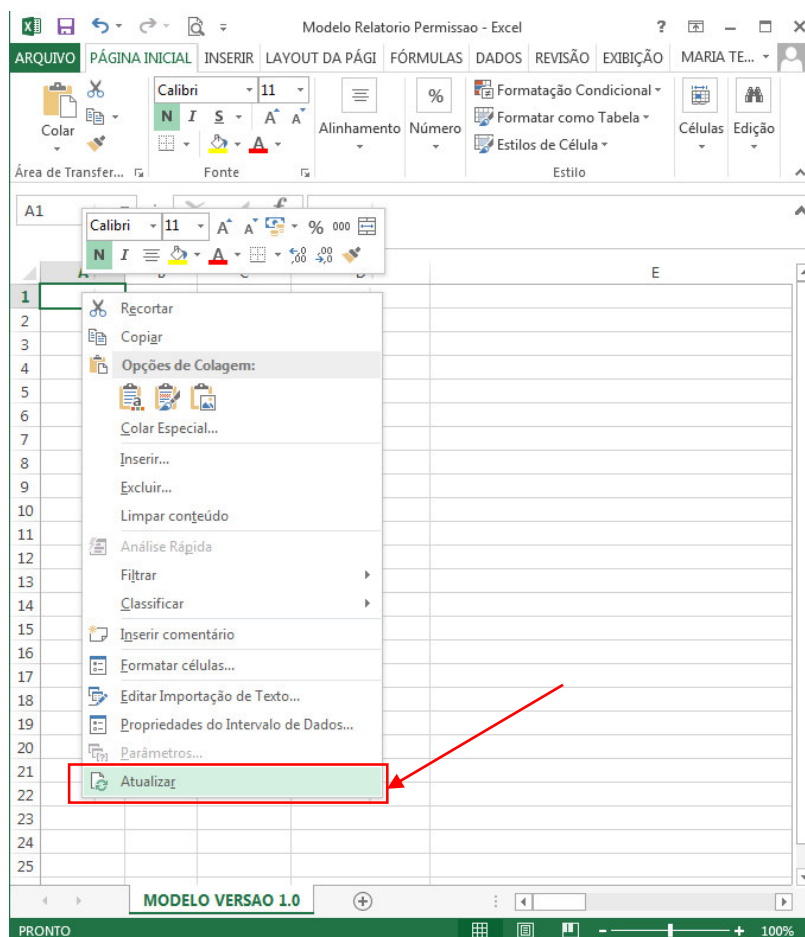 Modelo Relatorio Permissao - Excel ?
ARQUIVO PÁGINA INICIAL INSERIR LAYOUT DA PÁGI FÓRMULAS DADOS REVISÃO EXIBIÇÃO MARIA TE...
Colar
Calibri 11
N I S A A
A
Alinhamento
%
Número
Formatação Condicional
Formatar como Tabela
Estilos de Célula
Células
Edição
Área de Transfer... Fonte Estilo
A1
Calibri 11 A A % 000
N I A ,00 ,00
E
1
2
3
4
5
6
7
8
9
10
11
12
13
14
15
16
17
18
19
20
21
22
23
24
25
Recortar
Copiar
Opções de Colagem:
Colar Especial...
Inserir...
Excluir...
Limpar conteúdo
Análise Rápida
Filtrar
Classificar
Inserir comentário
Formatar células...
Editar Importação de Texto...
Propriedades do Intervalo de Dados...
Parâmetros...
Atualizar
MODELO VERSAO 1.0
PRONTO 100%